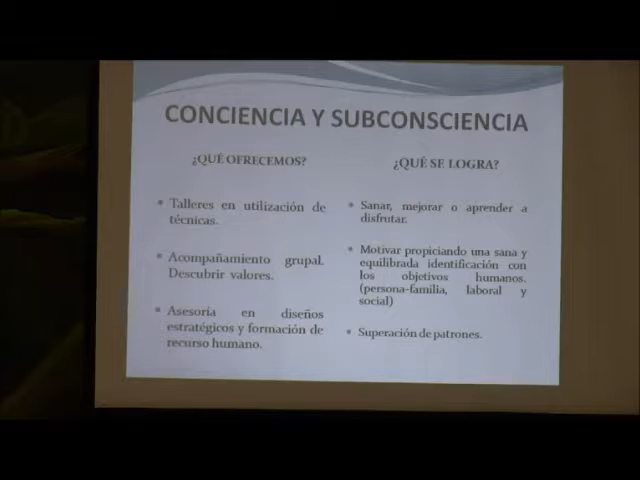 CONCIENCIA Y SUBCONSCIENCIA
¿QUÉ OFRECEMOS?
• Talleres en utilización de
técnicas.
• Acompañamiento grupal.
Descubrir valores.
• Asesoría en diseños
estratégicos y formación de
recurso humano.
¿QUÉ SE LOGRA?
• Sanar, mejorar o aprender a
disfrutar.
• Motivar propiciando una sana y
equilibrada identificación con
los objetivos humanos.
(persona-familia, laboral y
social)
• Superación de patrones.